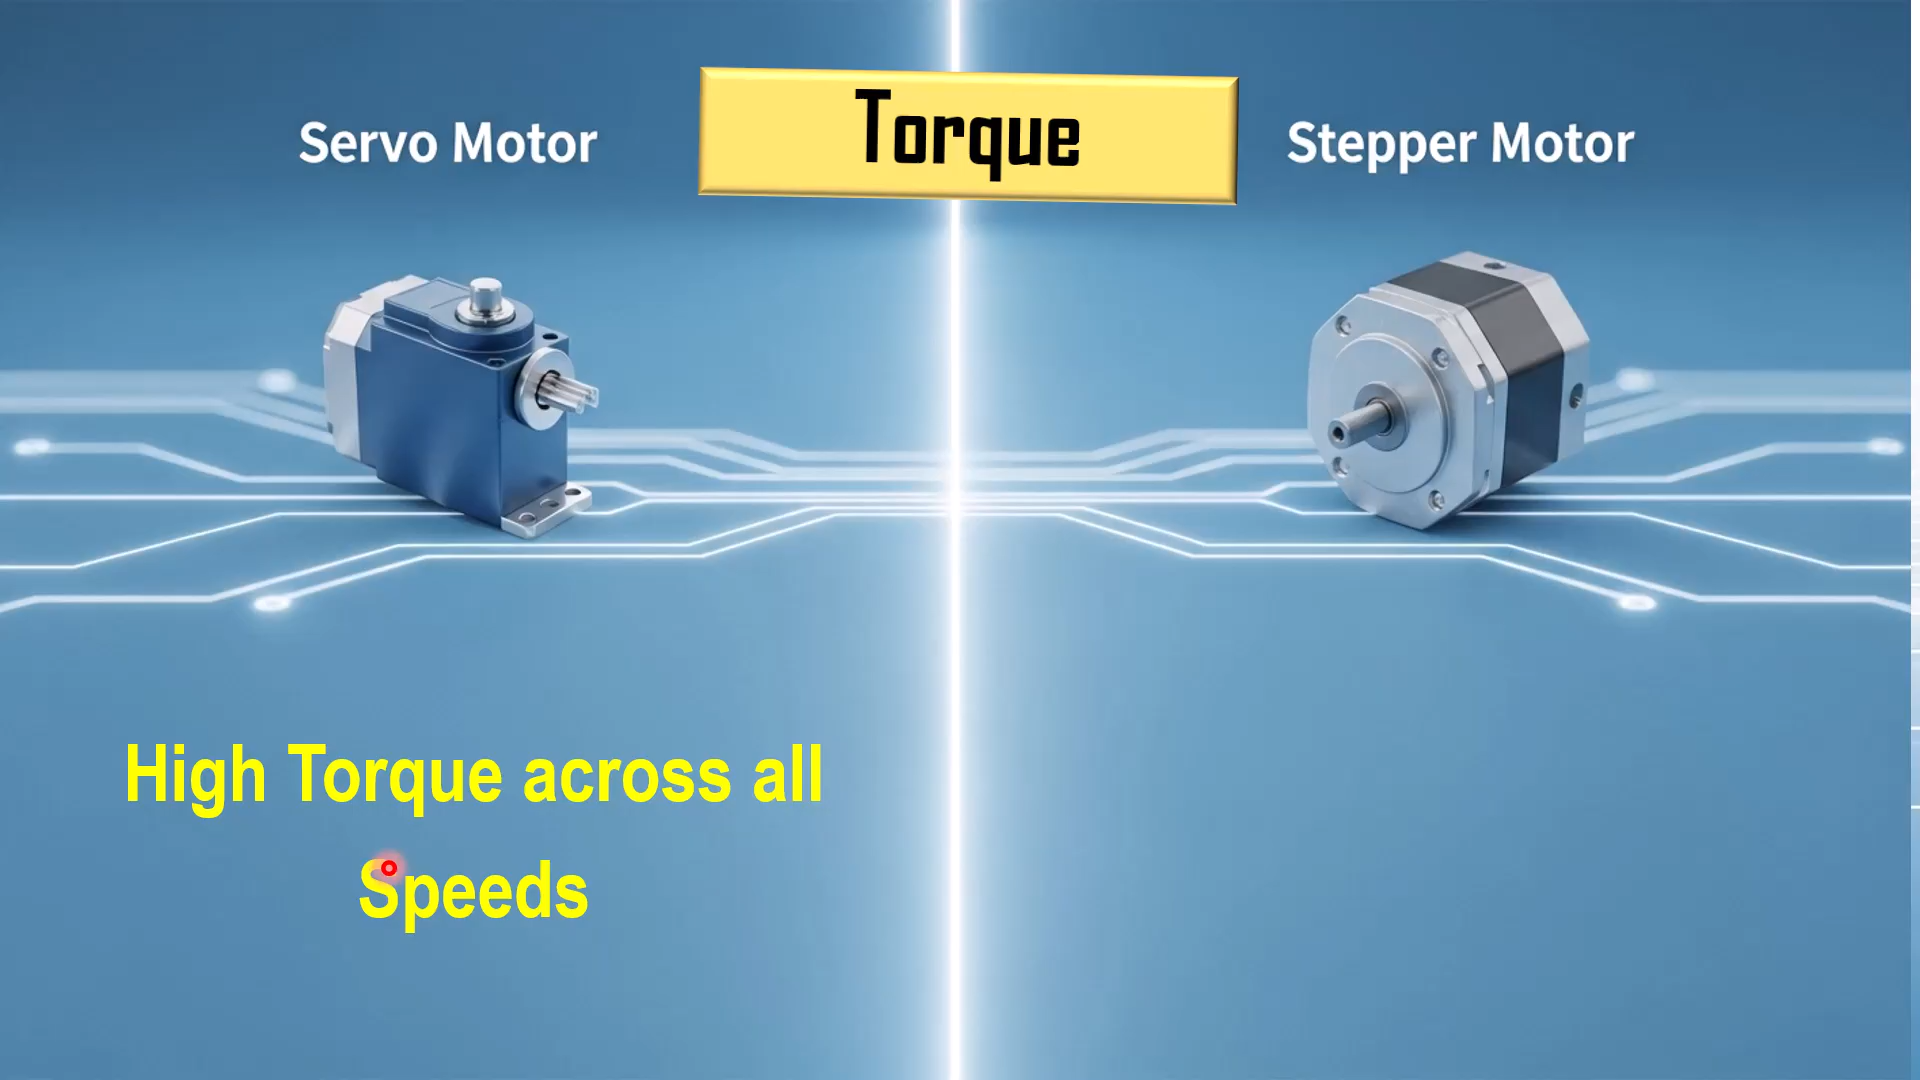 Torque
Servo Motor
Stepper Motor
High Torque across all
Speeds